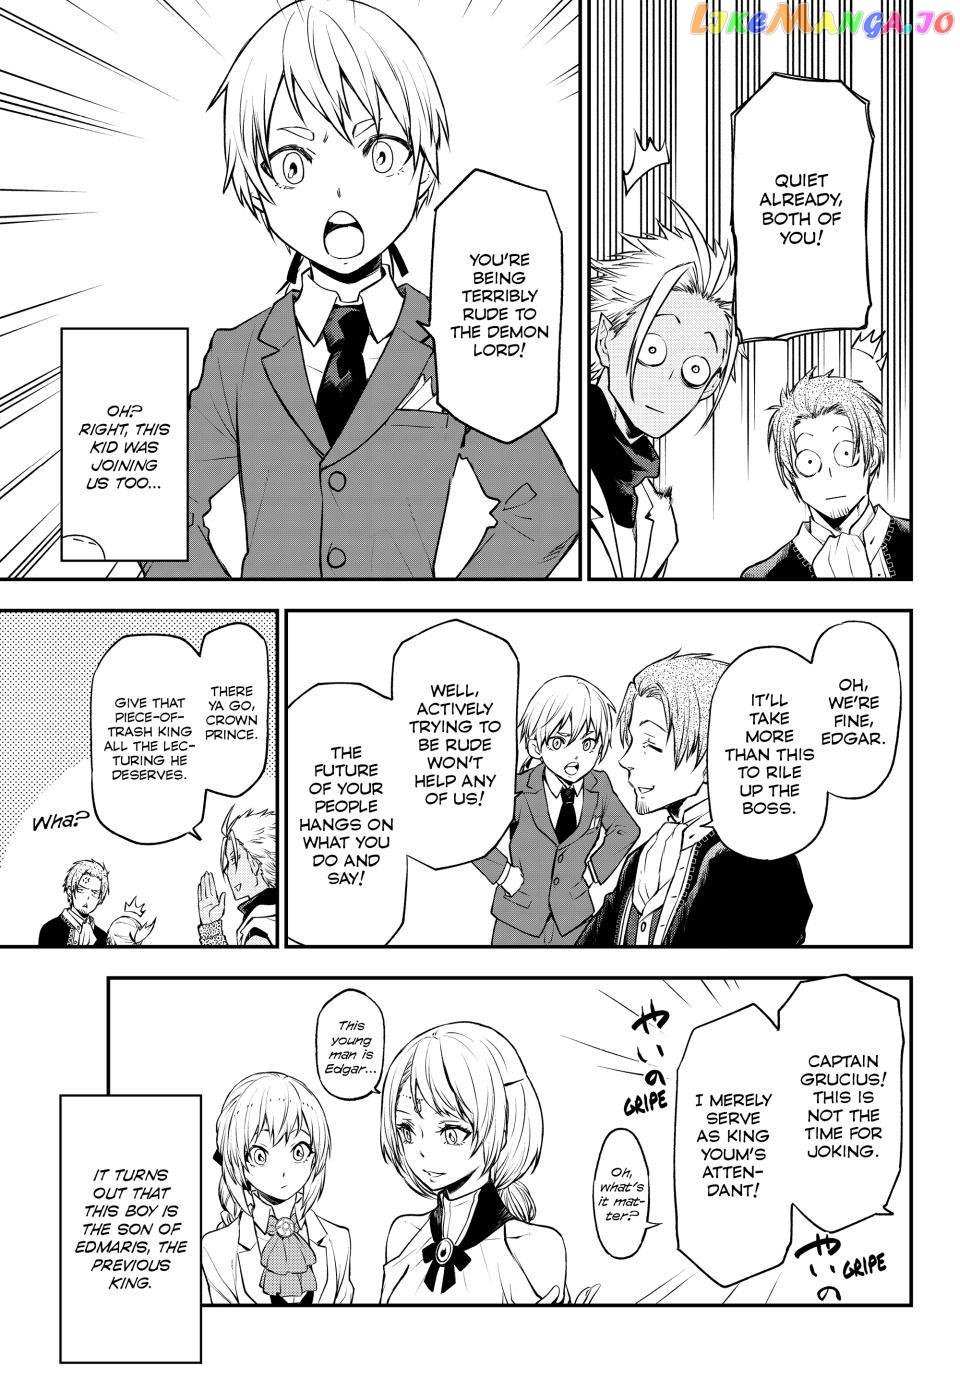 LIKEMANGA.IO
QUIET
ALREADY,
BOTH OF
YOU!
YOU'RE
BEING
TERRIBLY
RUDE TO
THE DEMON
LORD!
OH?
RIGHT, THIS
KID WAS
JOINING
US TOO...
OH,
WE'RE
FINE,
EDGAR.
IT'LL
TAKE
MORE
THAN THIS
TO RILE
UP THE
BOSS.
WELL,
ACTIVELY
TRYING TO
BE RUDE
WON'T
HELP ANY
OF US!
THE
FUTURE
OF YOUR
PEOPLE
HANGS ON
WHAT YOU
DO AND
SAY!
THERE
YA GO,
CROWN
PRINCE.
GIVE THAT
PIECE-OF-
TRASH KING
ALL THE LEC-
TURING HE
DESERVES.
Wha?
CAPTAIN
GRUCIUS!
THIS IS
NOT THE
TIME FOR
JOKING.
I MERELY
SERVE
AS KING
YOUM'S
ATTEN-
DANT!
やいの
GRIPE
Oh,
what's
it mat-
ter?
やいの
GRIPE
This
young
man is
Edgar...
IT TURNS
OUT THAT
THIS BOY IS
THE SON OF
EDMARIS, THE
PREVIOUS
KING.